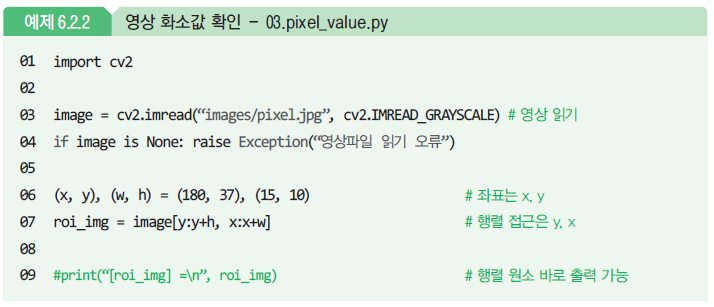 예제 6.2.2 영상 화소값 확인 - 03.pixel_value.py
01 import cv2
02
03 image = cv2.imread(“images/pixel.jpg”, cv2.IMREAD_GRAYSCALE) # 영상 읽기
04 if image is None: raise Exception(“영상파일 읽기 오류”)
05
06 (x, y), (w, h) = (180, 37), (15, 10) # 좌표는 x, y
07 roi_img = image[y:y+h, x:x+w] # 행렬 접근은 y, x
08
09 #print(“[roi_img] =\n”, roi_img) # 행렬 원소 바로 출력 가능